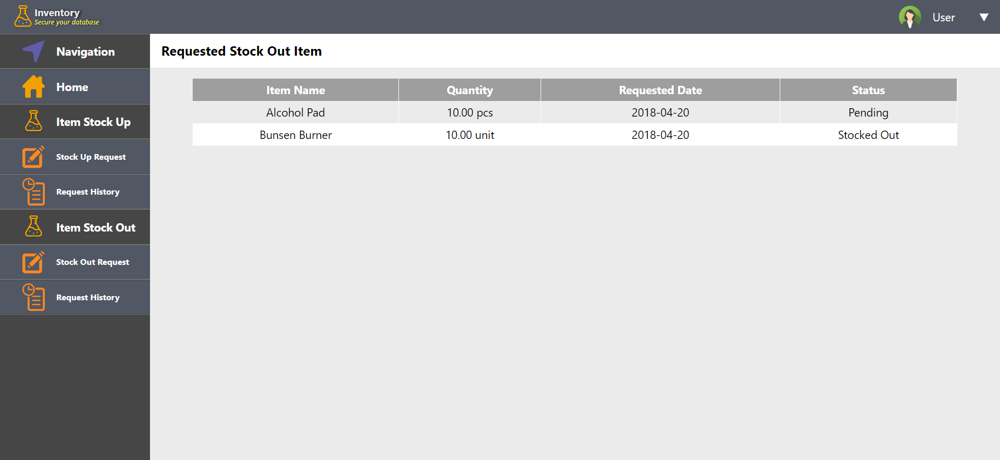 Inventory
Secure your database
User
Navigation
Home
Item Stock Up
Stock Up Request
Request History
Item Stock Out
Stock Out Request
Request History
Requested Stock Out Item
Item Name Quantity Requested Date Status
Alcohol Pad 10.00 pcs 2018-04-20 Pending
Bunsen Burner 10.00 unit 2018-04-20 Stocked Out